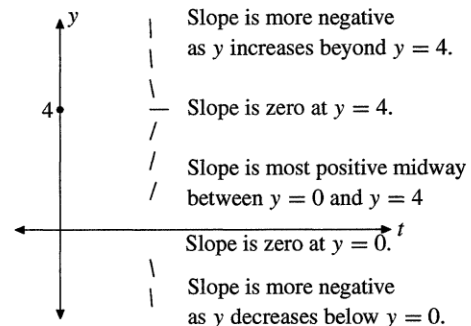 y
Slope is more negative
as y increases beyond y = 4.
4
Slope is zero at y = 4.
Slope is most positive midway
between y = 0 and y = 4
t
Slope is zero at y = 0.
Slope is more negative
as y decreases below y = 0.